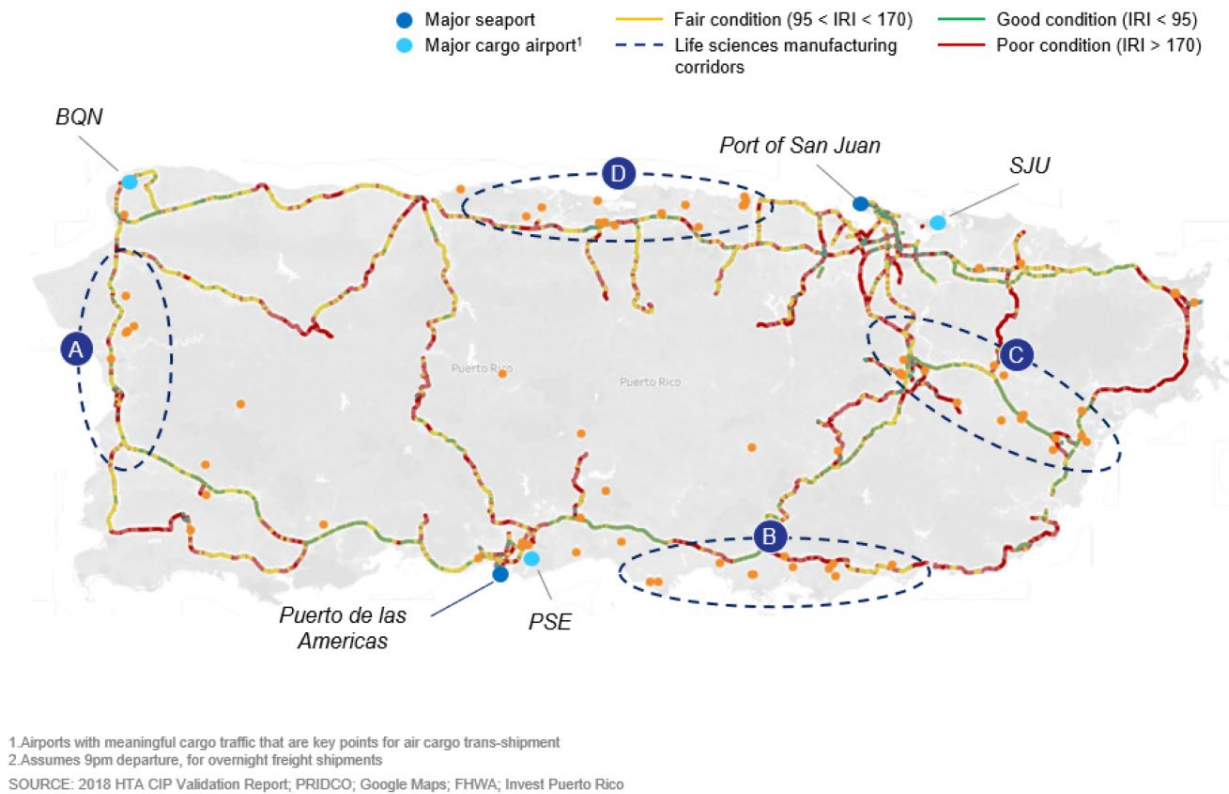 Major seaport
Fair condition (95 < IRI < 170)
Good condition (IRI < 95)
Major cargo airport1
Life sciences manufacturing
corridors
Poor condition (IRI > 170)
BQN
D
Port of San Juan
SJU
A
C
Puerto Rico
Puerto Rico
B
Puerto de las
Americas
PSE
1.Airports with meaningful cargo traffic that are key points for air cargo trans-shipment
2.Assumes 9pm departure, for overnight freight shipments
SOURCE: 2018 HTA CIP Validation Report; PRIDCO; Google Maps; FHWA; Invest Puerto Rico